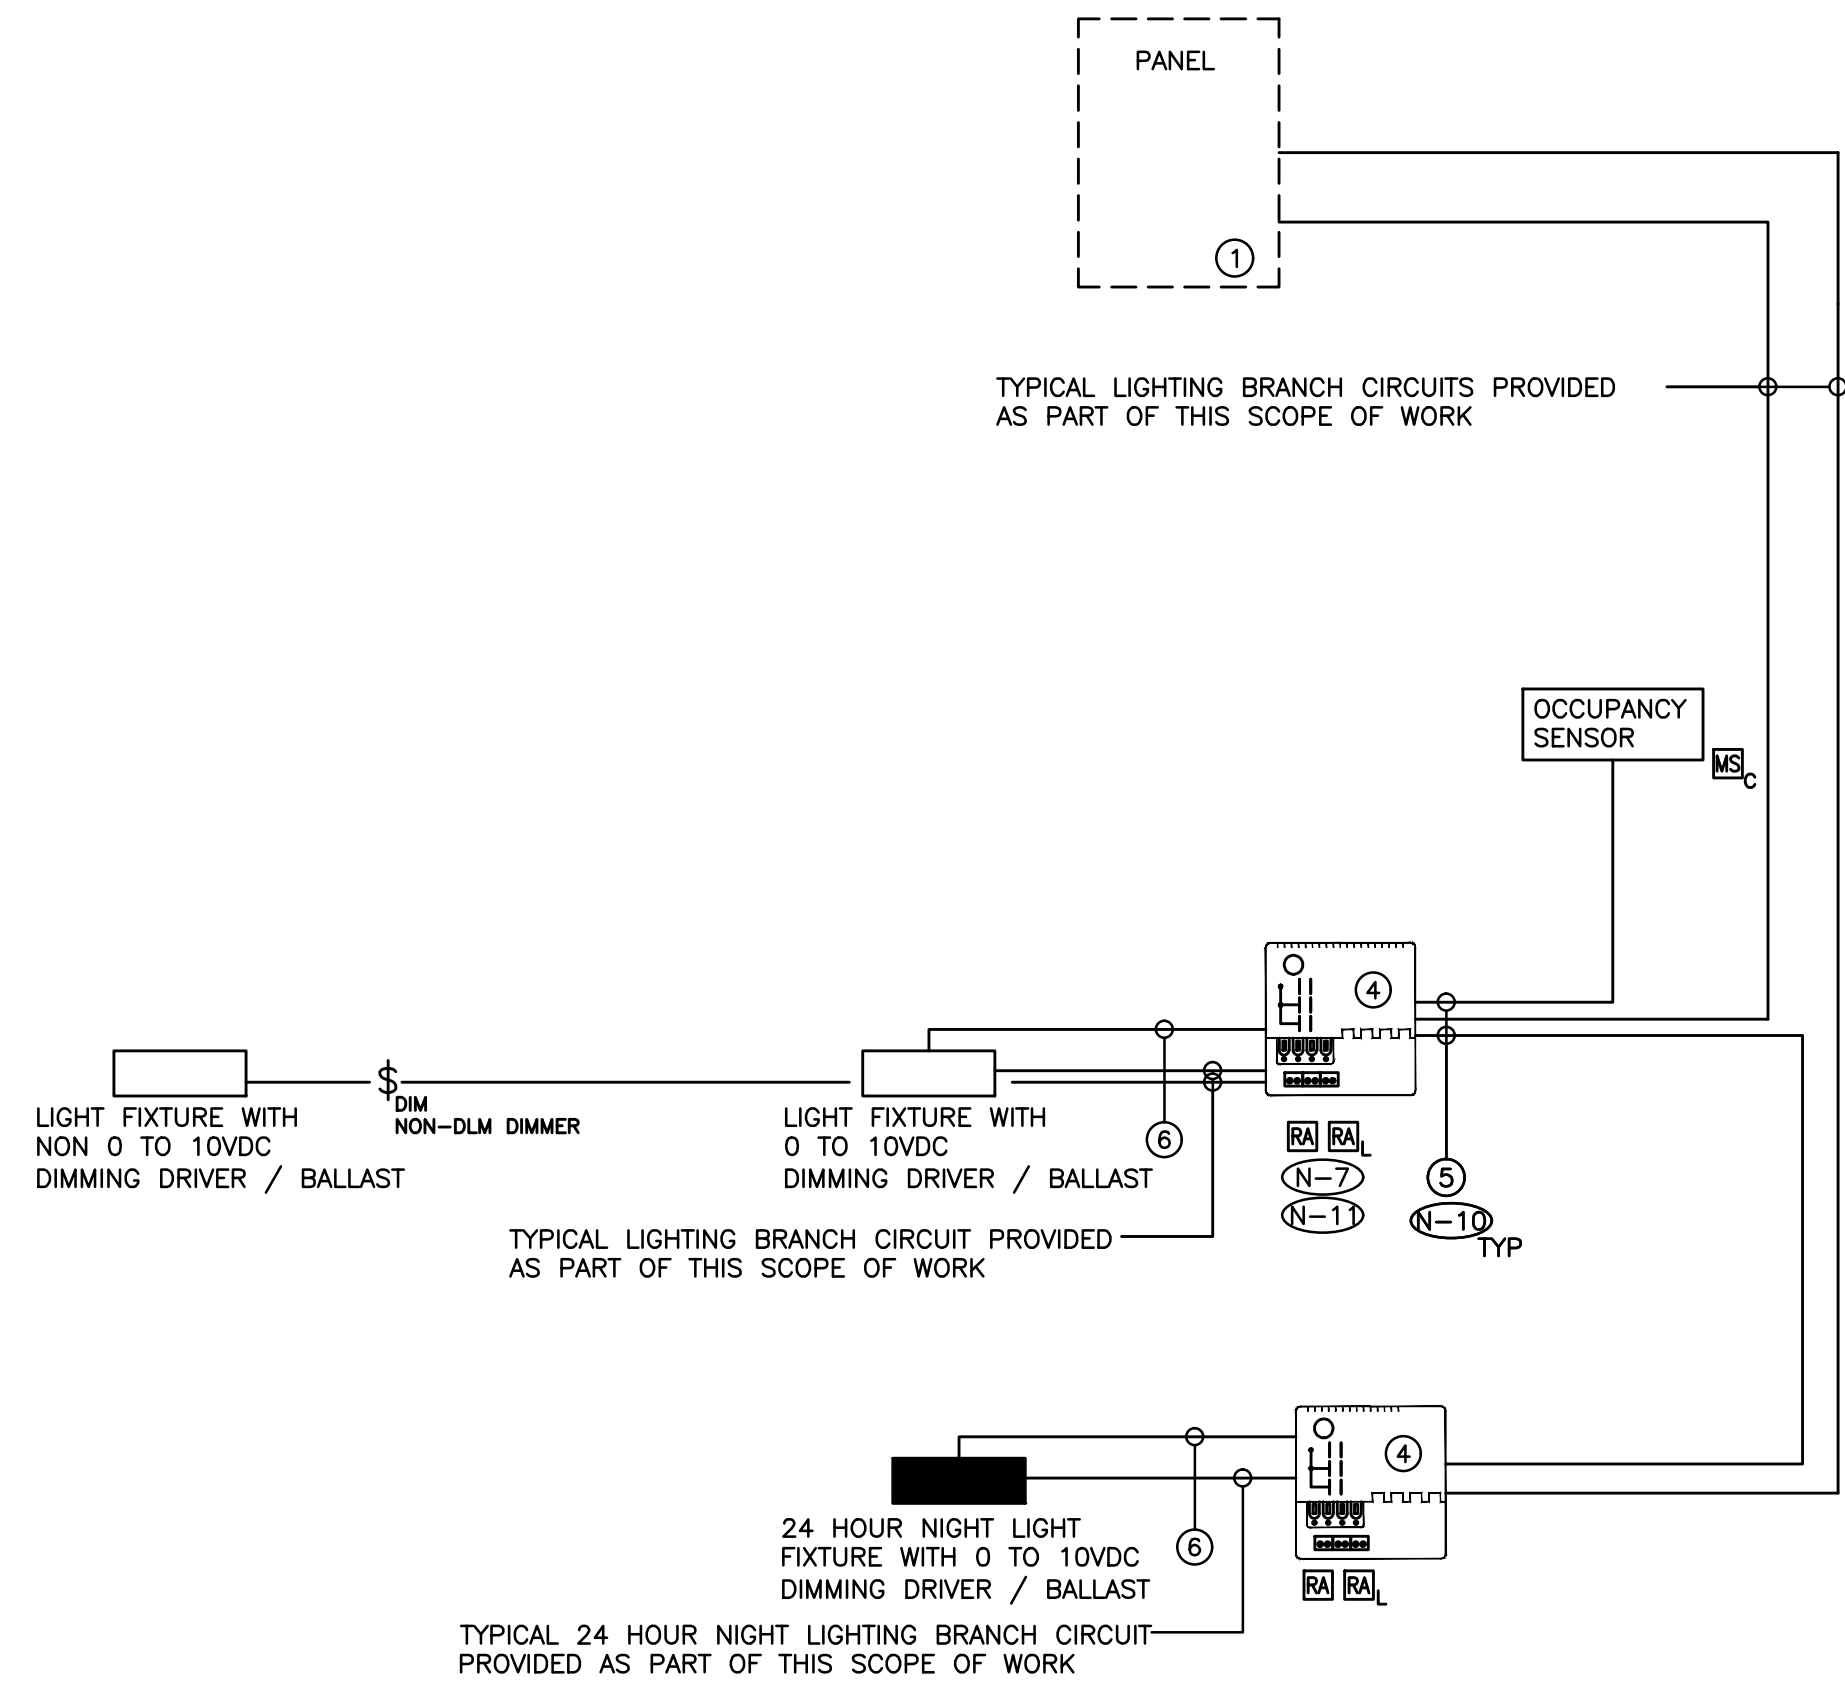 PANEL
1
TYPICAL LIGHTING BRANCH CIRCUITS PROVIDED
AS PART OF THIS SCOPE OF WORK
OCCUPANCY
SENSOR
MS
C
4
$
DIM
NON-DLM DIMMER
LIGHT FIXTURE WITH
NON 0 TO 10VDC
DIMMING DRIVER / BALLAST
LIGHT FIXTURE WITH
0 TO 10VDC
DIMMING DRIVER / BALLAST
6
RA RA L
N-7
N-11
5
N-10
TYP
TYPICAL LIGHTING BRANCH CIRCUIT PROVIDED
AS PART OF THIS SCOPE OF WORK
4
24 HOUR NIGHT LIGHT
FIXTURE WITH 0 TO 10VDC
DIMMING DRIVER / BALLAST
6
RA RA L
TYPICAL 24 HOUR NIGHT LIGHTING BRANCH CIRCUIT
PROVIDED AS PART OF THIS SCOPE OF WORK